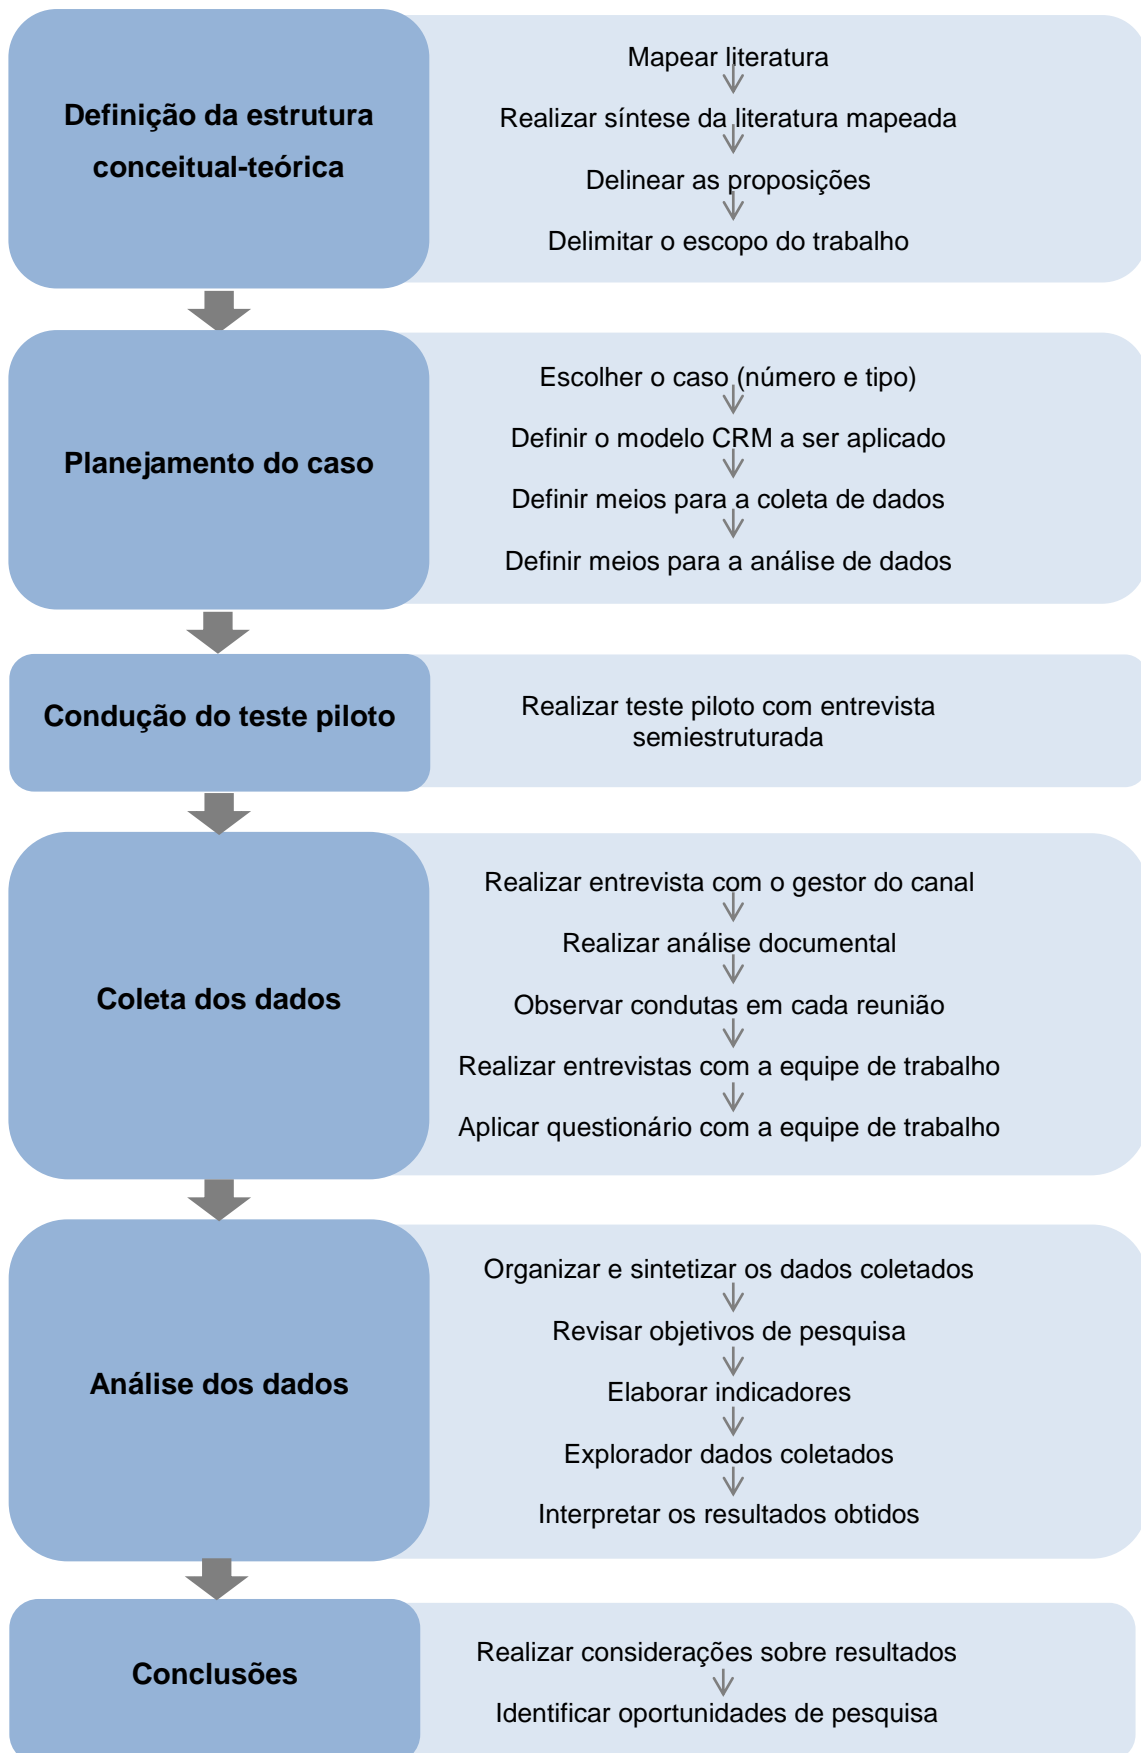 Definição da estrutura
conceitual-teórica
Mapear literatura
Realizar síntese da literatura mapeada
Delinear as proposições
Delimitar o escopo do trabalho
Planejamento do caso
Escolher o caso (número e tipo)
Definir o modelo CRM a ser aplicado
Definir meios para a coleta de dados
Definir meios para a análise de dados
Condução do teste piloto
Realizar teste piloto com entrevista
semiestruturada
Coleta dos dados
Realizar entrevista com o gestor do canal
Realizar análise documental
Observar condutas em cada reunião
Realizar entrevistas com a equipe de trabalho
Aplicar questionário com a equipe de trabalho
Análise dos dados
Organizar e sintetizar os dados coletados
Revisar objetivos de pesquisa
Elaborar indicadores
Explorador dados coletados
Interpretar os resultados obtidos
Conclusões
Realizar considerações sobre resultados
Identificar oportunidades de pesquisa